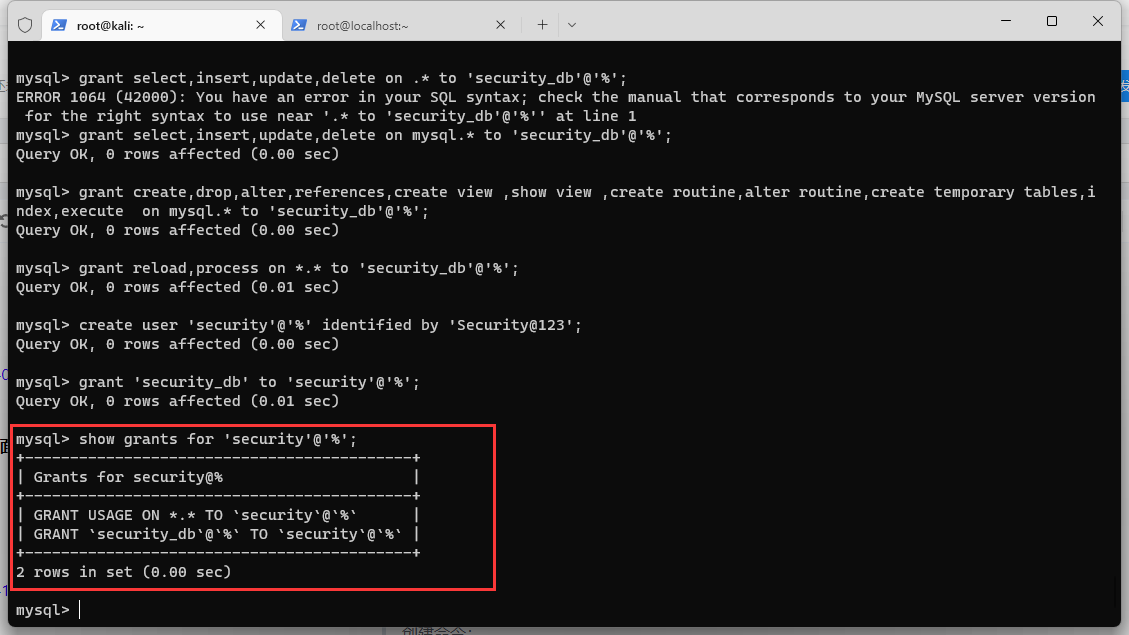 root@kali: ~
root@localhost:~
mysql> grant select,insert,update,delete on .* to 'security_db'@'%';
ERROR 1064 (42000): You have an error in your SQL syntax; check the manual that corresponds to your MySQL server version
for the right syntax to use near '.* to 'security_db'@'%'' at line 1
mysql> grant select,insert,update,delete on mysql.* to 'security_db'@'%';
Query OK, 0 rows affected (0.00 sec)
mysql> grant create,drop,alter,references,create view ,show view ,create routine,alter routine,create temporary tables,i
ndex,execute  on mysql.* to 'security_db'@'%';
Query OK, 0 rows affected (0.00 sec)
mysql> grant reload,process on *.* to 'security_db'@'%';
Query OK, 0 rows affected (0.01 sec)
mysql> create user 'security'@'%' identified by 'Security@123';
Query OK, 0 rows affected (0.00 sec)
mysql> grant 'security_db' to 'security'@'%';
Query OK, 0 rows affected (0.01 sec)
mysql> show grants for 'security'@'%';
+-------------------------------------------+
| Grants for security@%                     |
+-------------------------------------------+
| GRANT USAGE ON *.* TO `security`@`%`      |
| GRANT `security_db`@`%` TO `security`@`%` |
+-------------------------------------------+
2 rows in set (0.00 sec)
mysql>